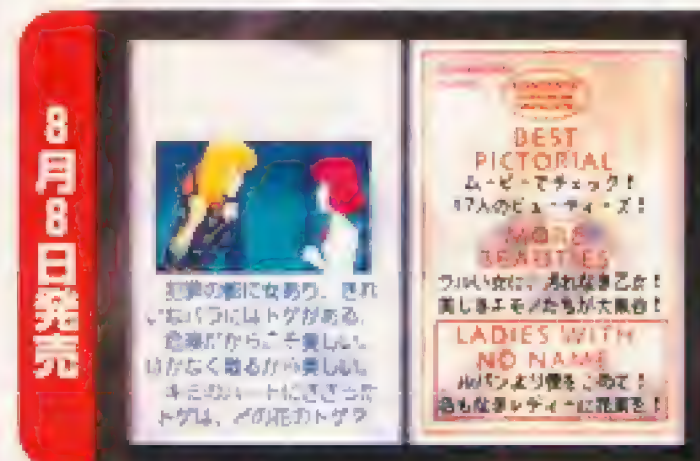 8月8日発売
犯罪の影に女あり。きれ
いなバラにはトゲがある。
危険だからこそ美しい。
はかなく散るから美しい。
キミのハートにささった
トゲは、の花のトゲ
BEST
PICTORIAL
ムービーでチェック!
17人のビューティーズ!
MORE
BEAUTIES
ワルい女に、汚れなき乙女!
美しきエモノたちが大集合!
LADIES WITH
NO NAME
ルパンより愛をこめて!
名もなきレディーに花束を!